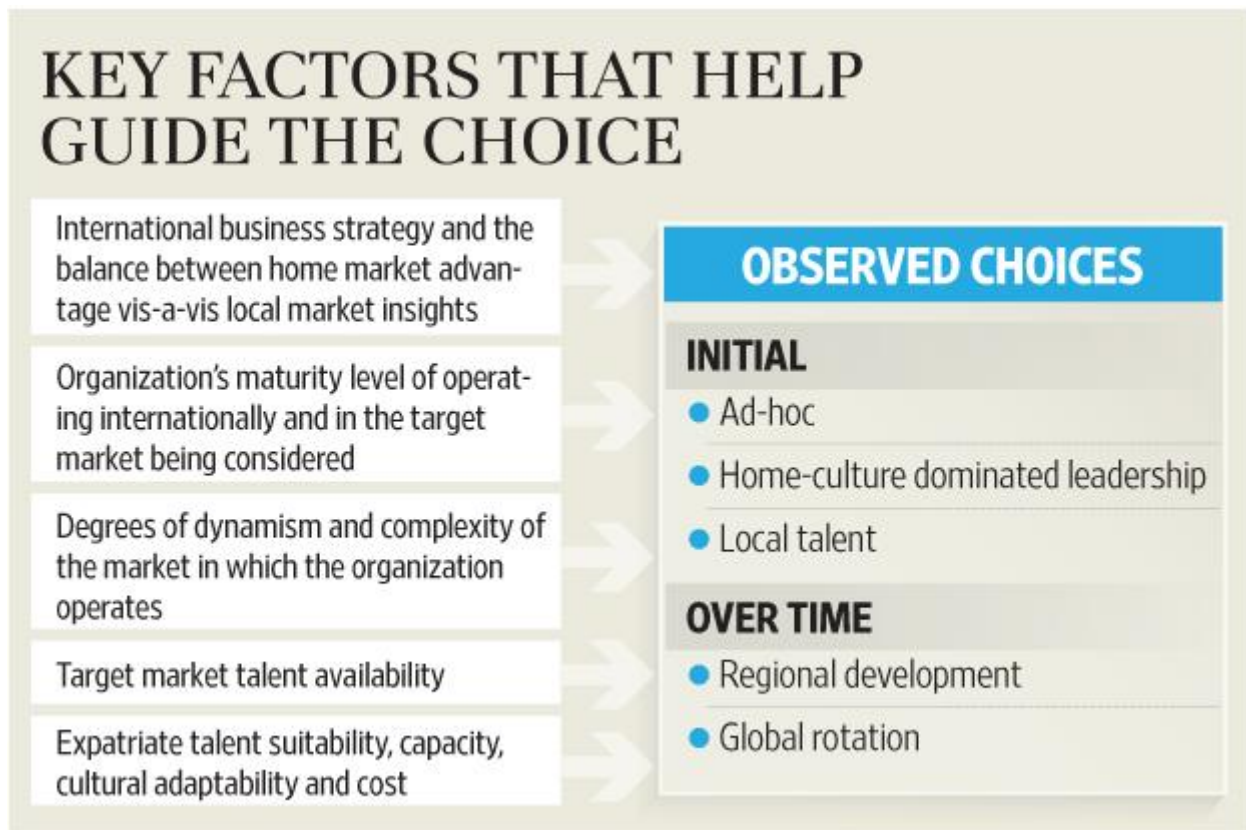 KEY FACTORS THAT HELP
GUIDE THE CHOICE
International business strategy and the
balance between home market advan-
tage vis-a-vis local market insights
Organization's maturity level of operat-
ing internationally and in the target
market being considered
Degrees of dynamism and complexity of
the market in which the organization
operates
Target market talent availability
Expatriate talent suitability, capacity,
cultural adaptability and cost
OBSERVED CHOICES
INITIAL
• Ad-hoc
• Home-culture dominated leadership
• Local talent
OVER TIME
• Regional development
• Global rotation